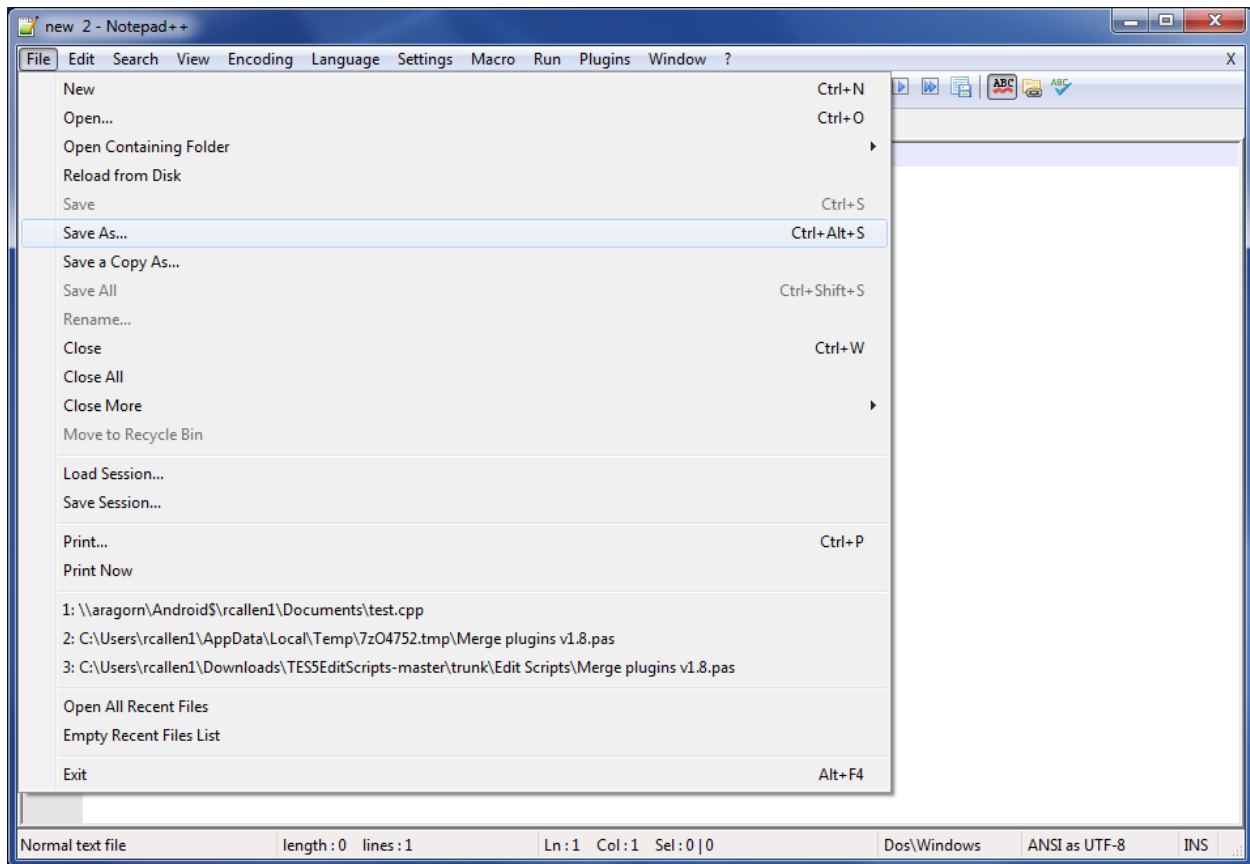 new 2 - Notepad++
File Edit Search View Encoding Language Settings Macro Run Plugins Window ? X
New Ctrl+N
Open... Ctrl+O
Open Containing Folder
Reload from Disk
Save Ctrl+S
Save As... Ctrl+Alt+S
Save a Copy As...
Save All Ctrl+Shift+S
Rename...
Close Ctrl+W
Close All
Close More
Move to Recycle Bin
Load Session...
Save Session...
Print... Ctrl+P
Print Now
1: \\aragorn\Android$\rcallen1\Documents\test.cpp
2: C:\Users\rcallen1\AppData\Local\Temp\7zO4752.tmp\Merge plugins v1.8.pas
3: C:\Users\rcallen1\Downloads\TES5EditScripts-master\trunk\Edit Scripts\Merge plugins v1.8.pas
Open All Recent Files
Empty Recent Files List
Exit Alt+F4
ABC ABC
Normal text file length : 0 lines : 1 Ln : 1 Col : 1 Sel : 0 | 0 Dos\Windows ANSI as UTF-8 INS